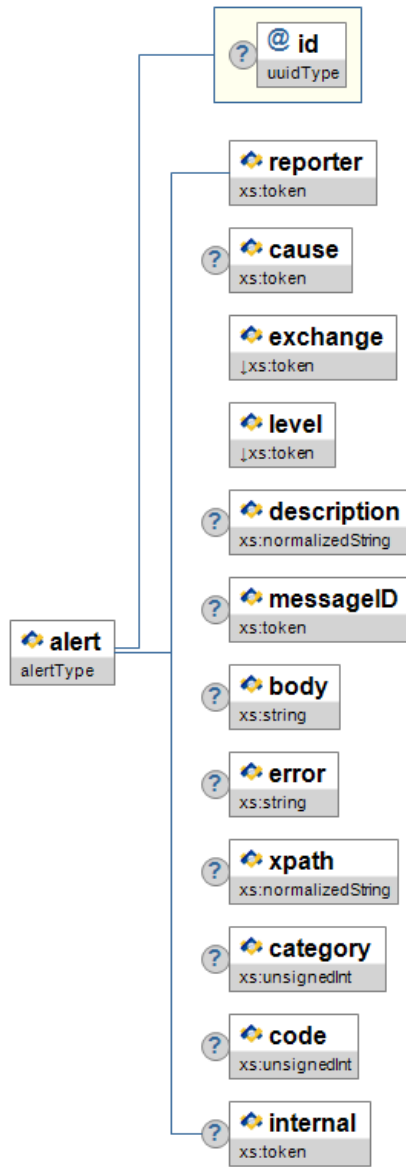 @ id
? uuidType
reporter
xs:token
? cause
xs:token
exchange
↓xs:token
level
↓xs:token
? description
xs:normalizedString
? messageID
xs:token
alert
alertType
? body
xs:string
? error
xs:string
? xpath
xs:normalizedString
? category
xs:unsignedInt
? code
xs:unsignedInt
? internal
xs:token